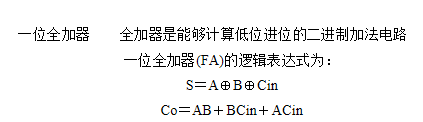 一位全加器 全加器是能够计算低位进位的二进制加法电路
一位全加器(FA)的逻辑表达式为：
S＝A⊕B⊕Cin
Co＝AB＋BCin＋ACin